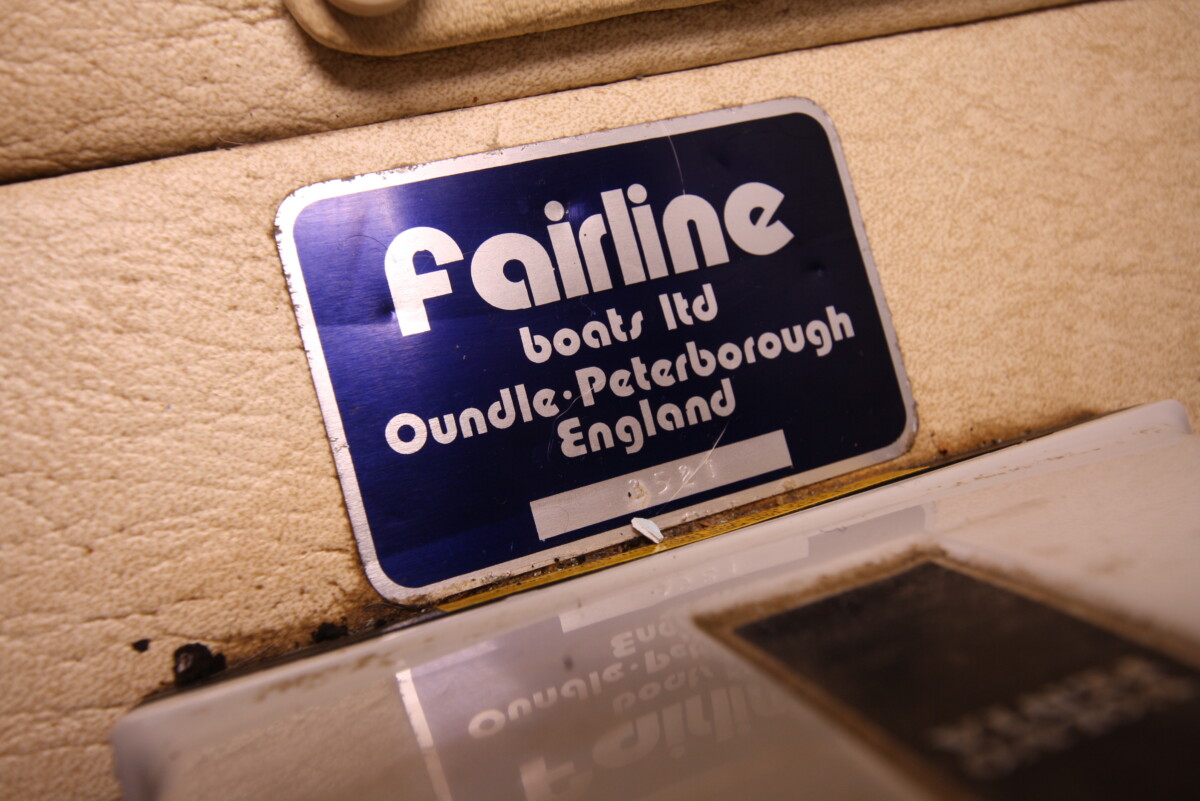 Fairline
boats ltd
Oundle·Peterborough
England